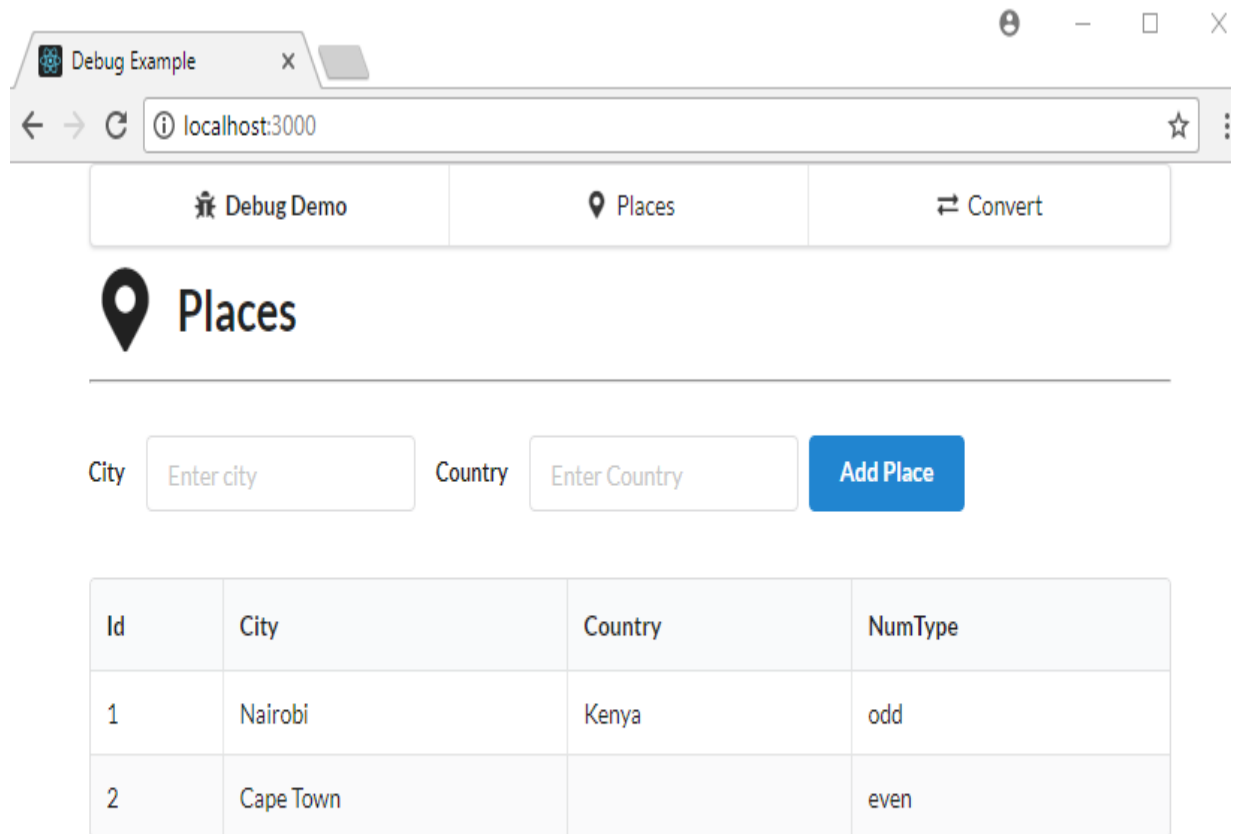 Debug Example
localhost:3000
Debug Demo Places Convert
Places
City Enter city Country Enter Country Add Place
Id City Country NumType
1 Nairobi Kenya odd
2 Cape Town even